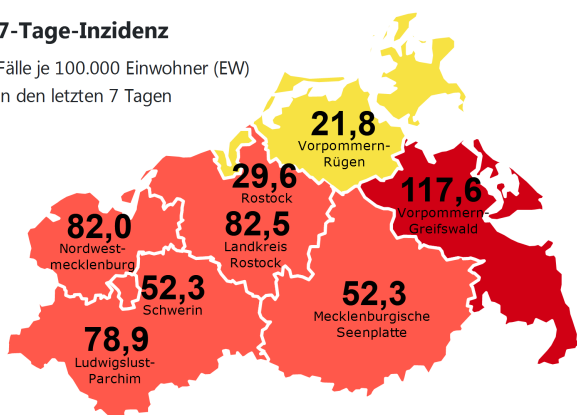 7-Tage-Inzidenz
Fälle je 100.000 Einwohner (EW)
in den letzten 7 Tagen
21,8
Vorpommern-
Rügen
29,6
Rostock
117,6
Vorpommern-
Greifswald
82,0
Nordwest-
mecklenburg
82,5
Landkreis
Rostock
52,3
Schwerin
52,3
Mecklenburgische
Seenplatte
78,9
Ludwigslust-
Parchim